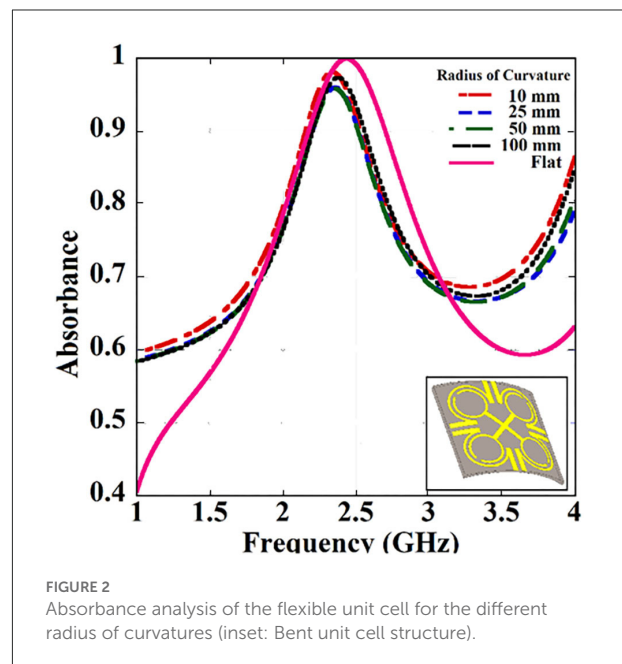 1
0.9
0.8
0.7
0.6
0.5
0.4
Absorbance
Radius of Curvature
10 mm
25 mm
50 mm
100 mm
Flat
1 1.5 2 2.5 3 3.5 4
Frequency (GHz)
FIGURE 2
Absorbance analysis of the flexible unit cell for the different
radius of curvatures (inset: Bent unit cell structure).